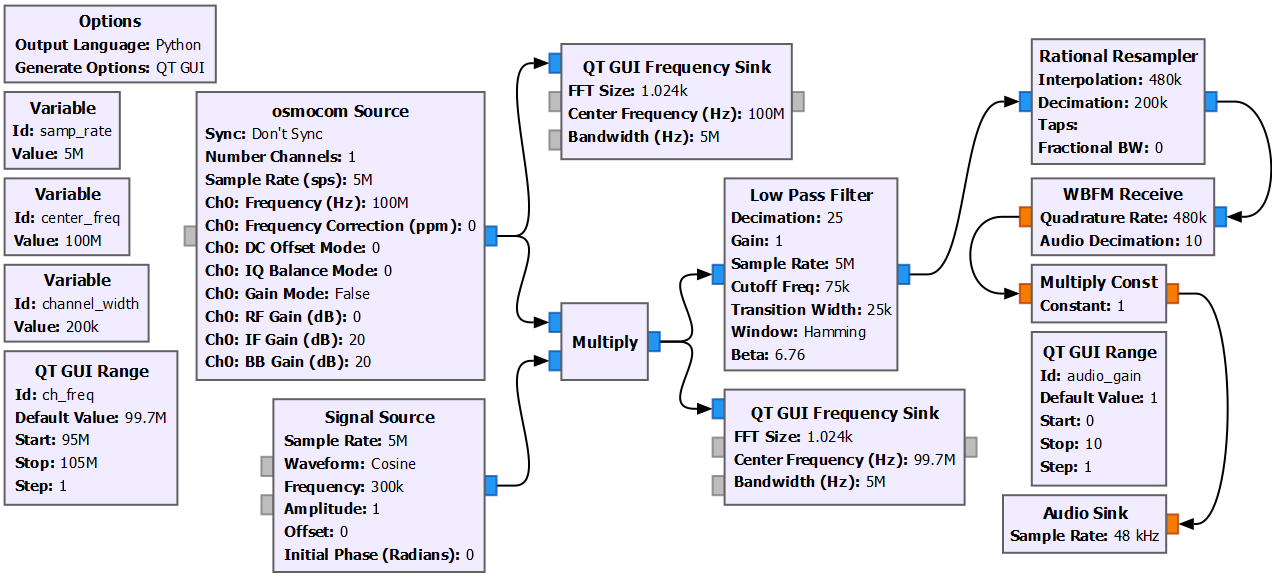 Options
Output Language: Python
Generate Options: QT GUI
Variable
Id: samp_rate
Value: 5M
Variable
Id: center_freq
Value: 100M
Variable
Id: channel_width
Value: 200k
QT GUI Range
Id: ch_freq
Default Value: 99.7M
Start: 95M
Stop: 105M
Step: 1
osmocom Source
Sync: Don't Sync
Number Channels: 1
Sample Rate (sps): 5M
Ch0: Frequency (Hz): 100M
Ch0: Frequency Correction (ppm): 0
Ch0: DC Offset Mode: 0
Ch0: IQ Balance Mode: 0
Ch0: Gain Mode: False
Ch0: RF Gain (dB): 0
Ch0: IF Gain (dB): 20
Ch0: BB Gain (dB): 20
Signal Source
Sample Rate: 5M
Waveform: Cosine
Frequency: 300k
Amplitude: 1
Offset: 0
Initial Phase (Radians): 0
QT GUI Frequency Sink
FFT Size: 1.024k
Center Frequency (Hz): 100M
Bandwidth (Hz): 5M
Multiply
Low Pass Filter
Decimation: 25
Gain: 1
Sample Rate: 5M
Cutoff Freq: 75k
Transition Width: 25k
Window: Hamming
Beta: 6.76
QT GUI Frequency Sink
FFT Size: 1.024k
Center Frequency (Hz): 99.7M
Bandwidth (Hz): 5M
Rational Resampler
Interpolation: 480k
Decimation: 200k
Taps:
Fractional BW: 0
WBFM Receive
Quadrature Rate: 480k
Audio Decimation: 10
Multiply Const
Constant: 1
QT GUI Range
Id: audio_gain
Default Value: 1
Start: 0
Stop: 10
Step: 1
Audio Sink
Sample Rate: 48 kHz